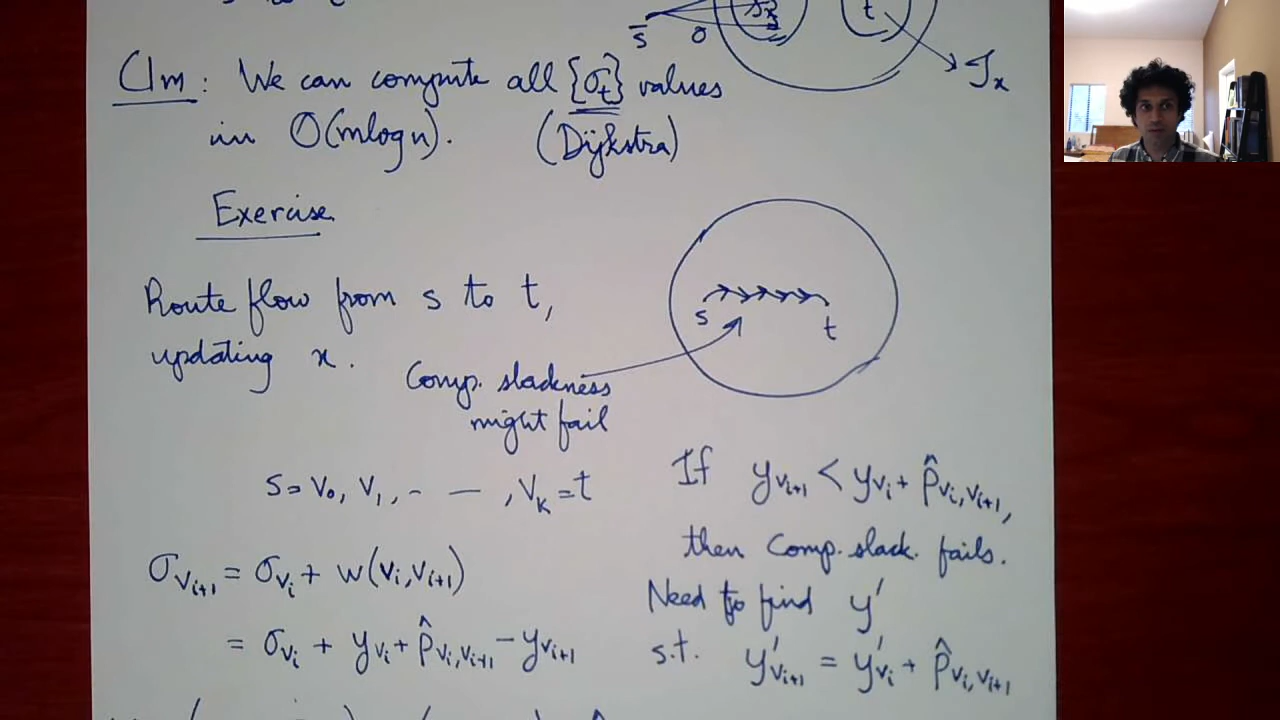 s̄
0
t
Jx
Clm : We can compute all {σt} values
in O(m log n). (Dijkstra)
Exercise
Route flow from s to t,
updating x.
s
t
Comp. slackness
might fail
s = v0, v1, - — , vk = t
If yvi+1 < yvi + p̂vi,vi+1,
then Comp. slack. fails.
σvi+1 = σvi + w(vi,vi+1)
= σvi + yvi + p̂vi,vi+1 - yvi+1
Need to find y'
s.t. y'vi+1 = y'vi + p̂vi,vi+1